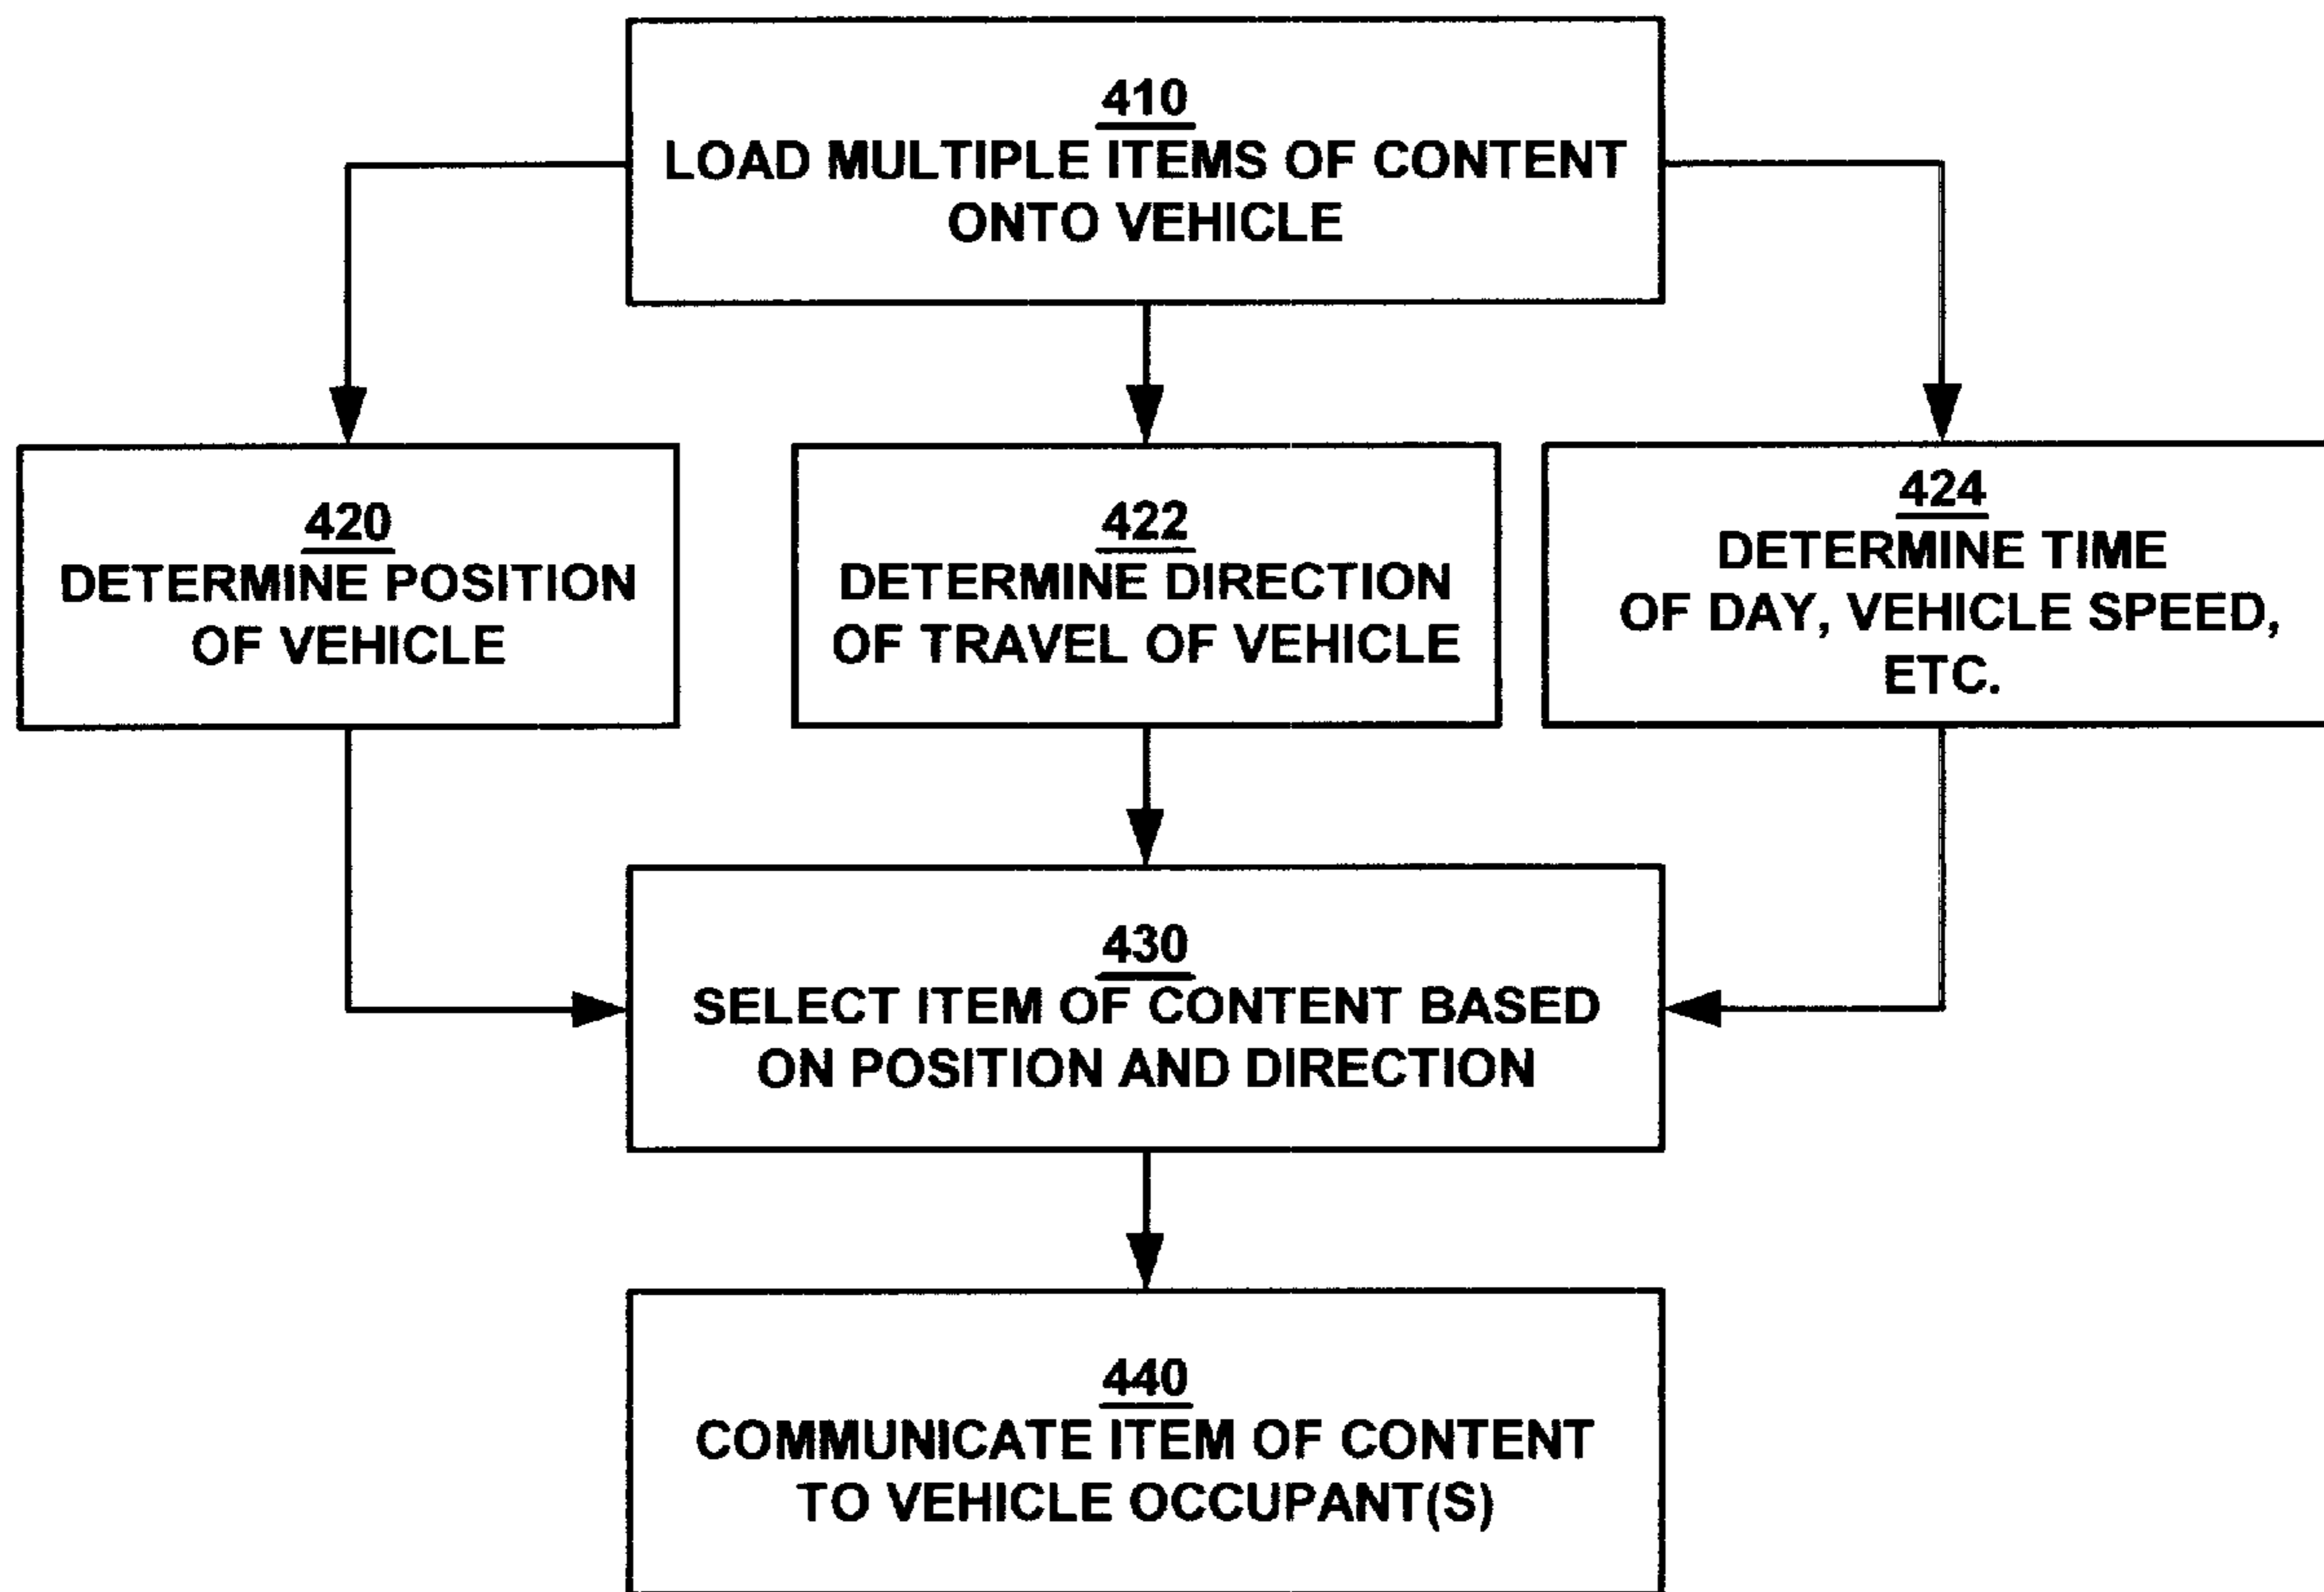 410
LOAD MULTIPLE ITEMS OF CONTENT
ONTO VEHICLE
420
DETERMINE POSITION
OF VEHICLE
422
DETERMINE DIRECTION
OF TRAVEL OF VEHICLE
424
DETERMINE TIME
OF DAY, VEHICLE SPEED,
ETC.
430
SELECT ITEM OF CONTENT BASED
ON POSITION AND DIRECTION
440
COMMUNICATE ITEM OF CONTENT
TO VEHICLE OCCUPANT(S)